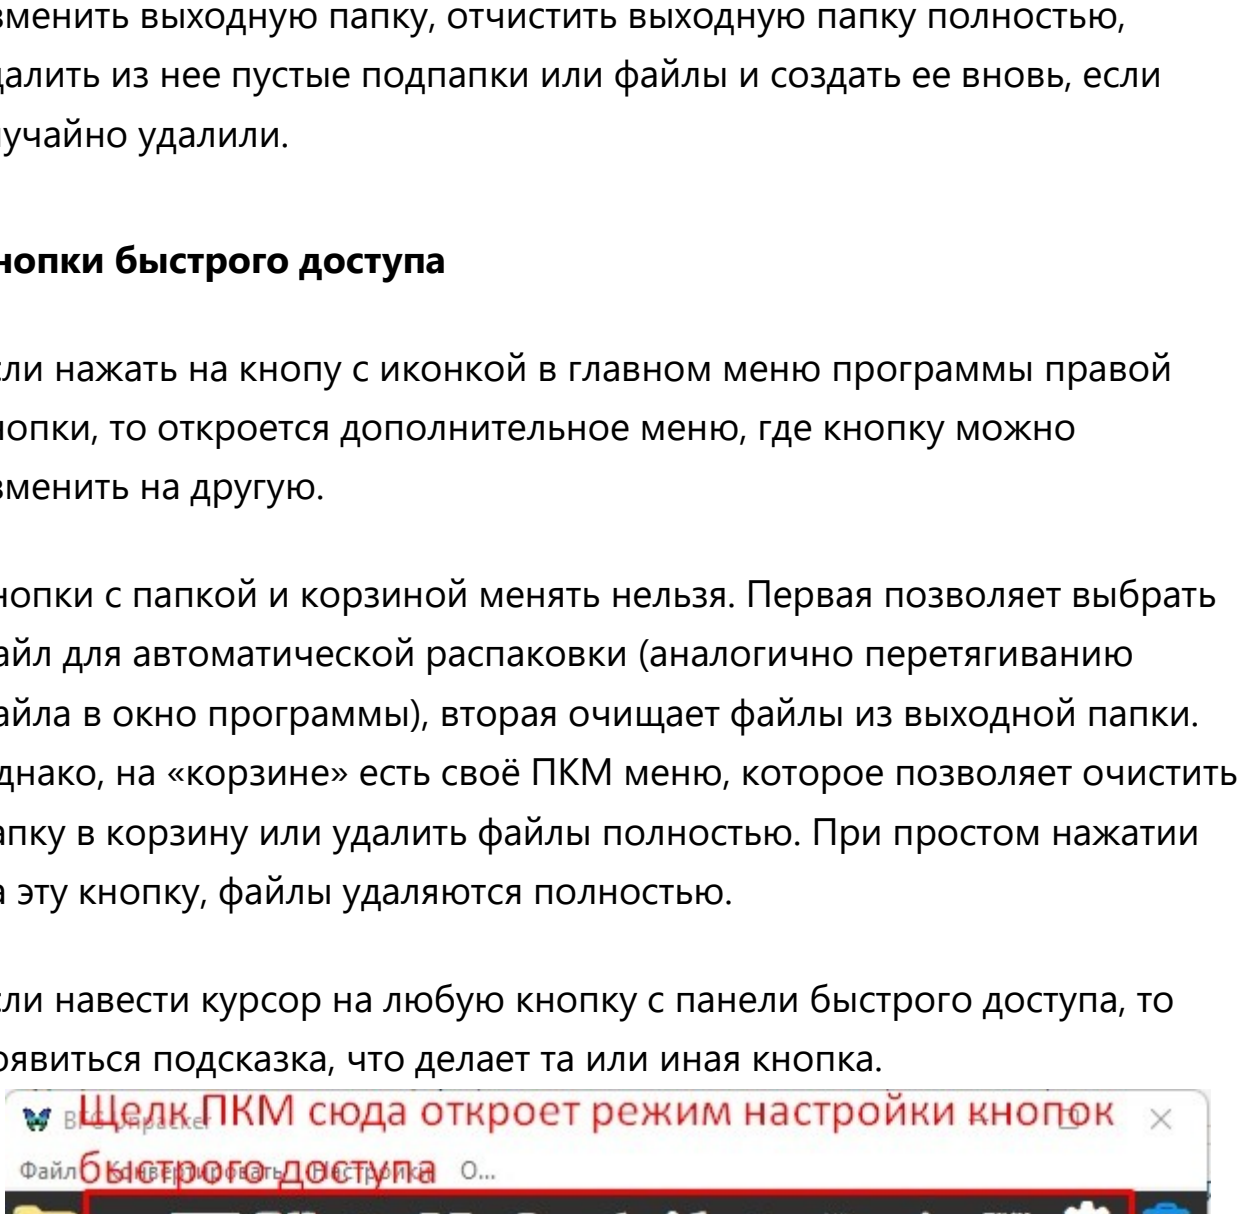 зменить выходную папку, отчистить выходную папку полностью,
далить из нее пустые подпапки или файлы и создать ее вновь, если
лучайно удалили.
нопки быстрого доступа
сли нажать на кнопу с иконкой в главном меню программы правой
нопки, то откроется дополнительное меню, где кнопку можно
зменить на другую.
нопки с папкой и корзиной менять нельзя. Первая позволяет выбрать
айл для автоматической распаковки (аналогично перетягиванию
айла в окно программы), вторая очищает файлы из выходной папки.
днако, на «корзине» есть своё ПКМ меню, которое позволяет очистить
апку в корзину или удалить файлы полностью. При простом нажатии
а эту кнопку, файлы удаляются полностью.
сли навести курсор на любую кнопку с панели быстрого доступа, то
оявиться подсказка, что делает та или иная кнопка.
BFG Unpacker
Щелк ПКМ сюда откроет режим настройки кнопок
быстрого доступа
Файл Конвертировать Настройки О...